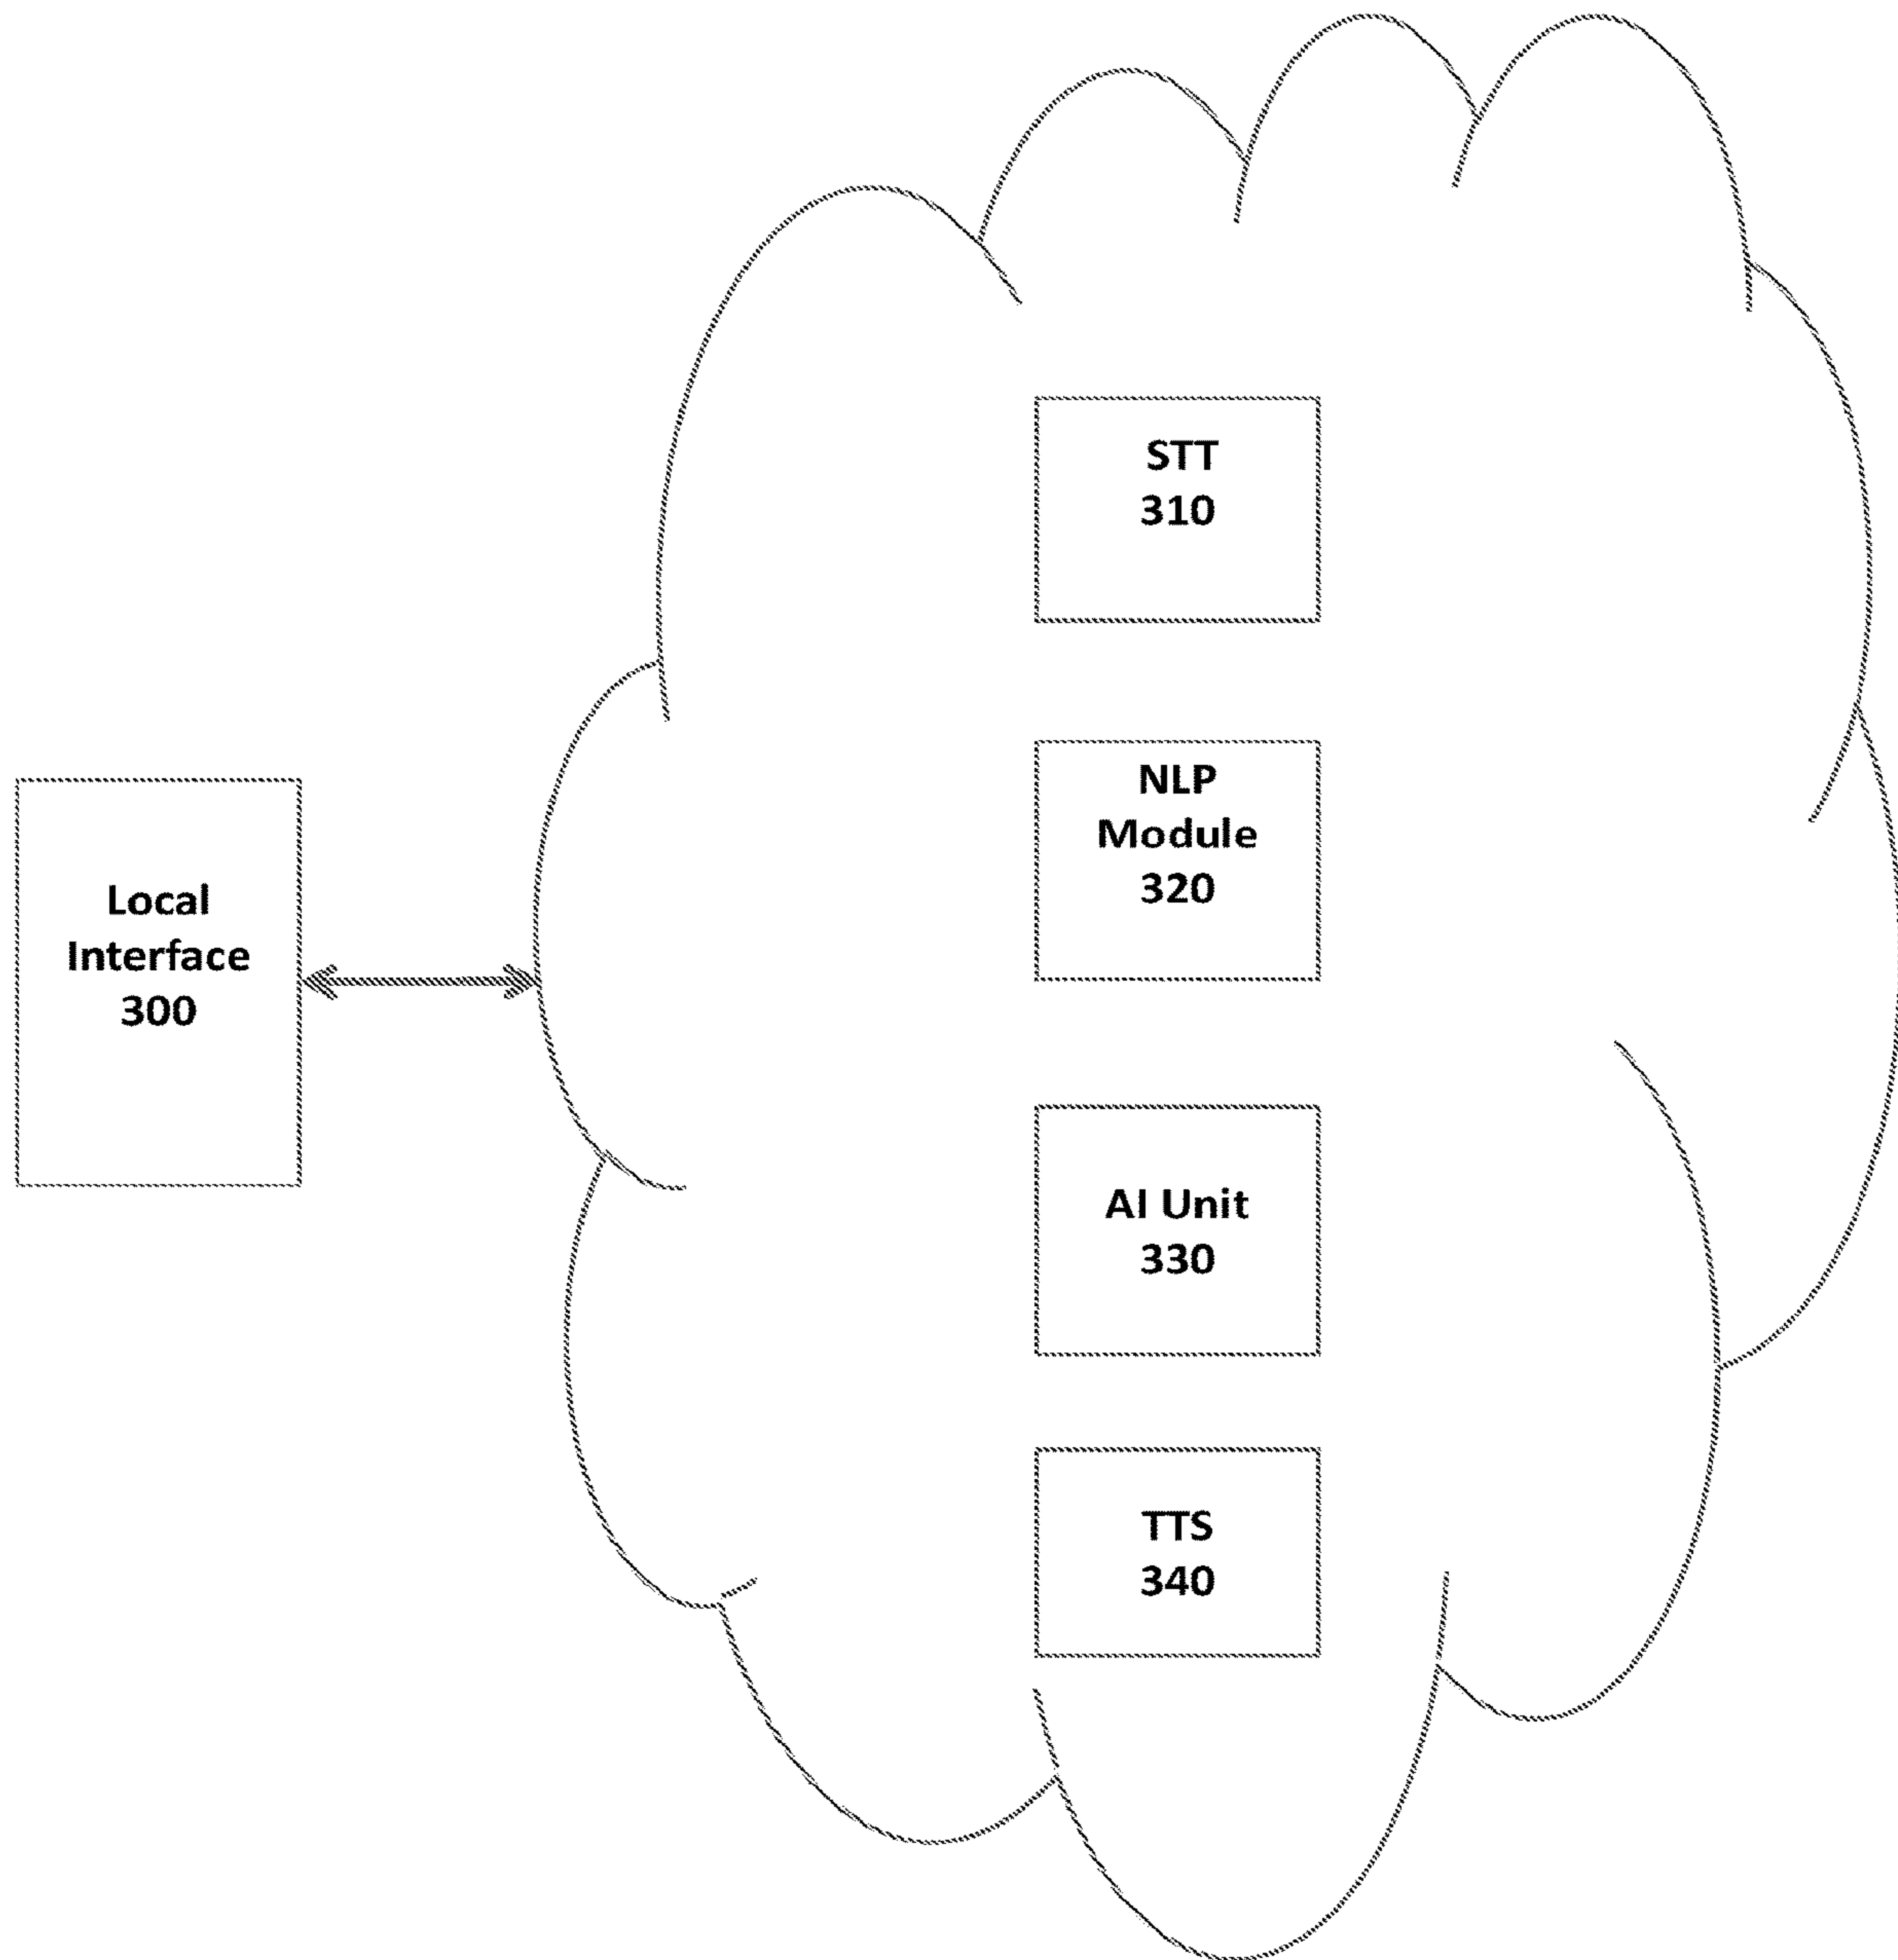 STT
310
NLP
Module
320
Local
Interface
300
AI Unit
330
TTS
340